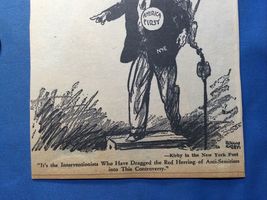 AMERICA
FIRST
NYE
—Kirby in the New York Post
"It's the Interventionists Who Have Dragged the Red Herring of Anti-Semitism
into This Controversy."